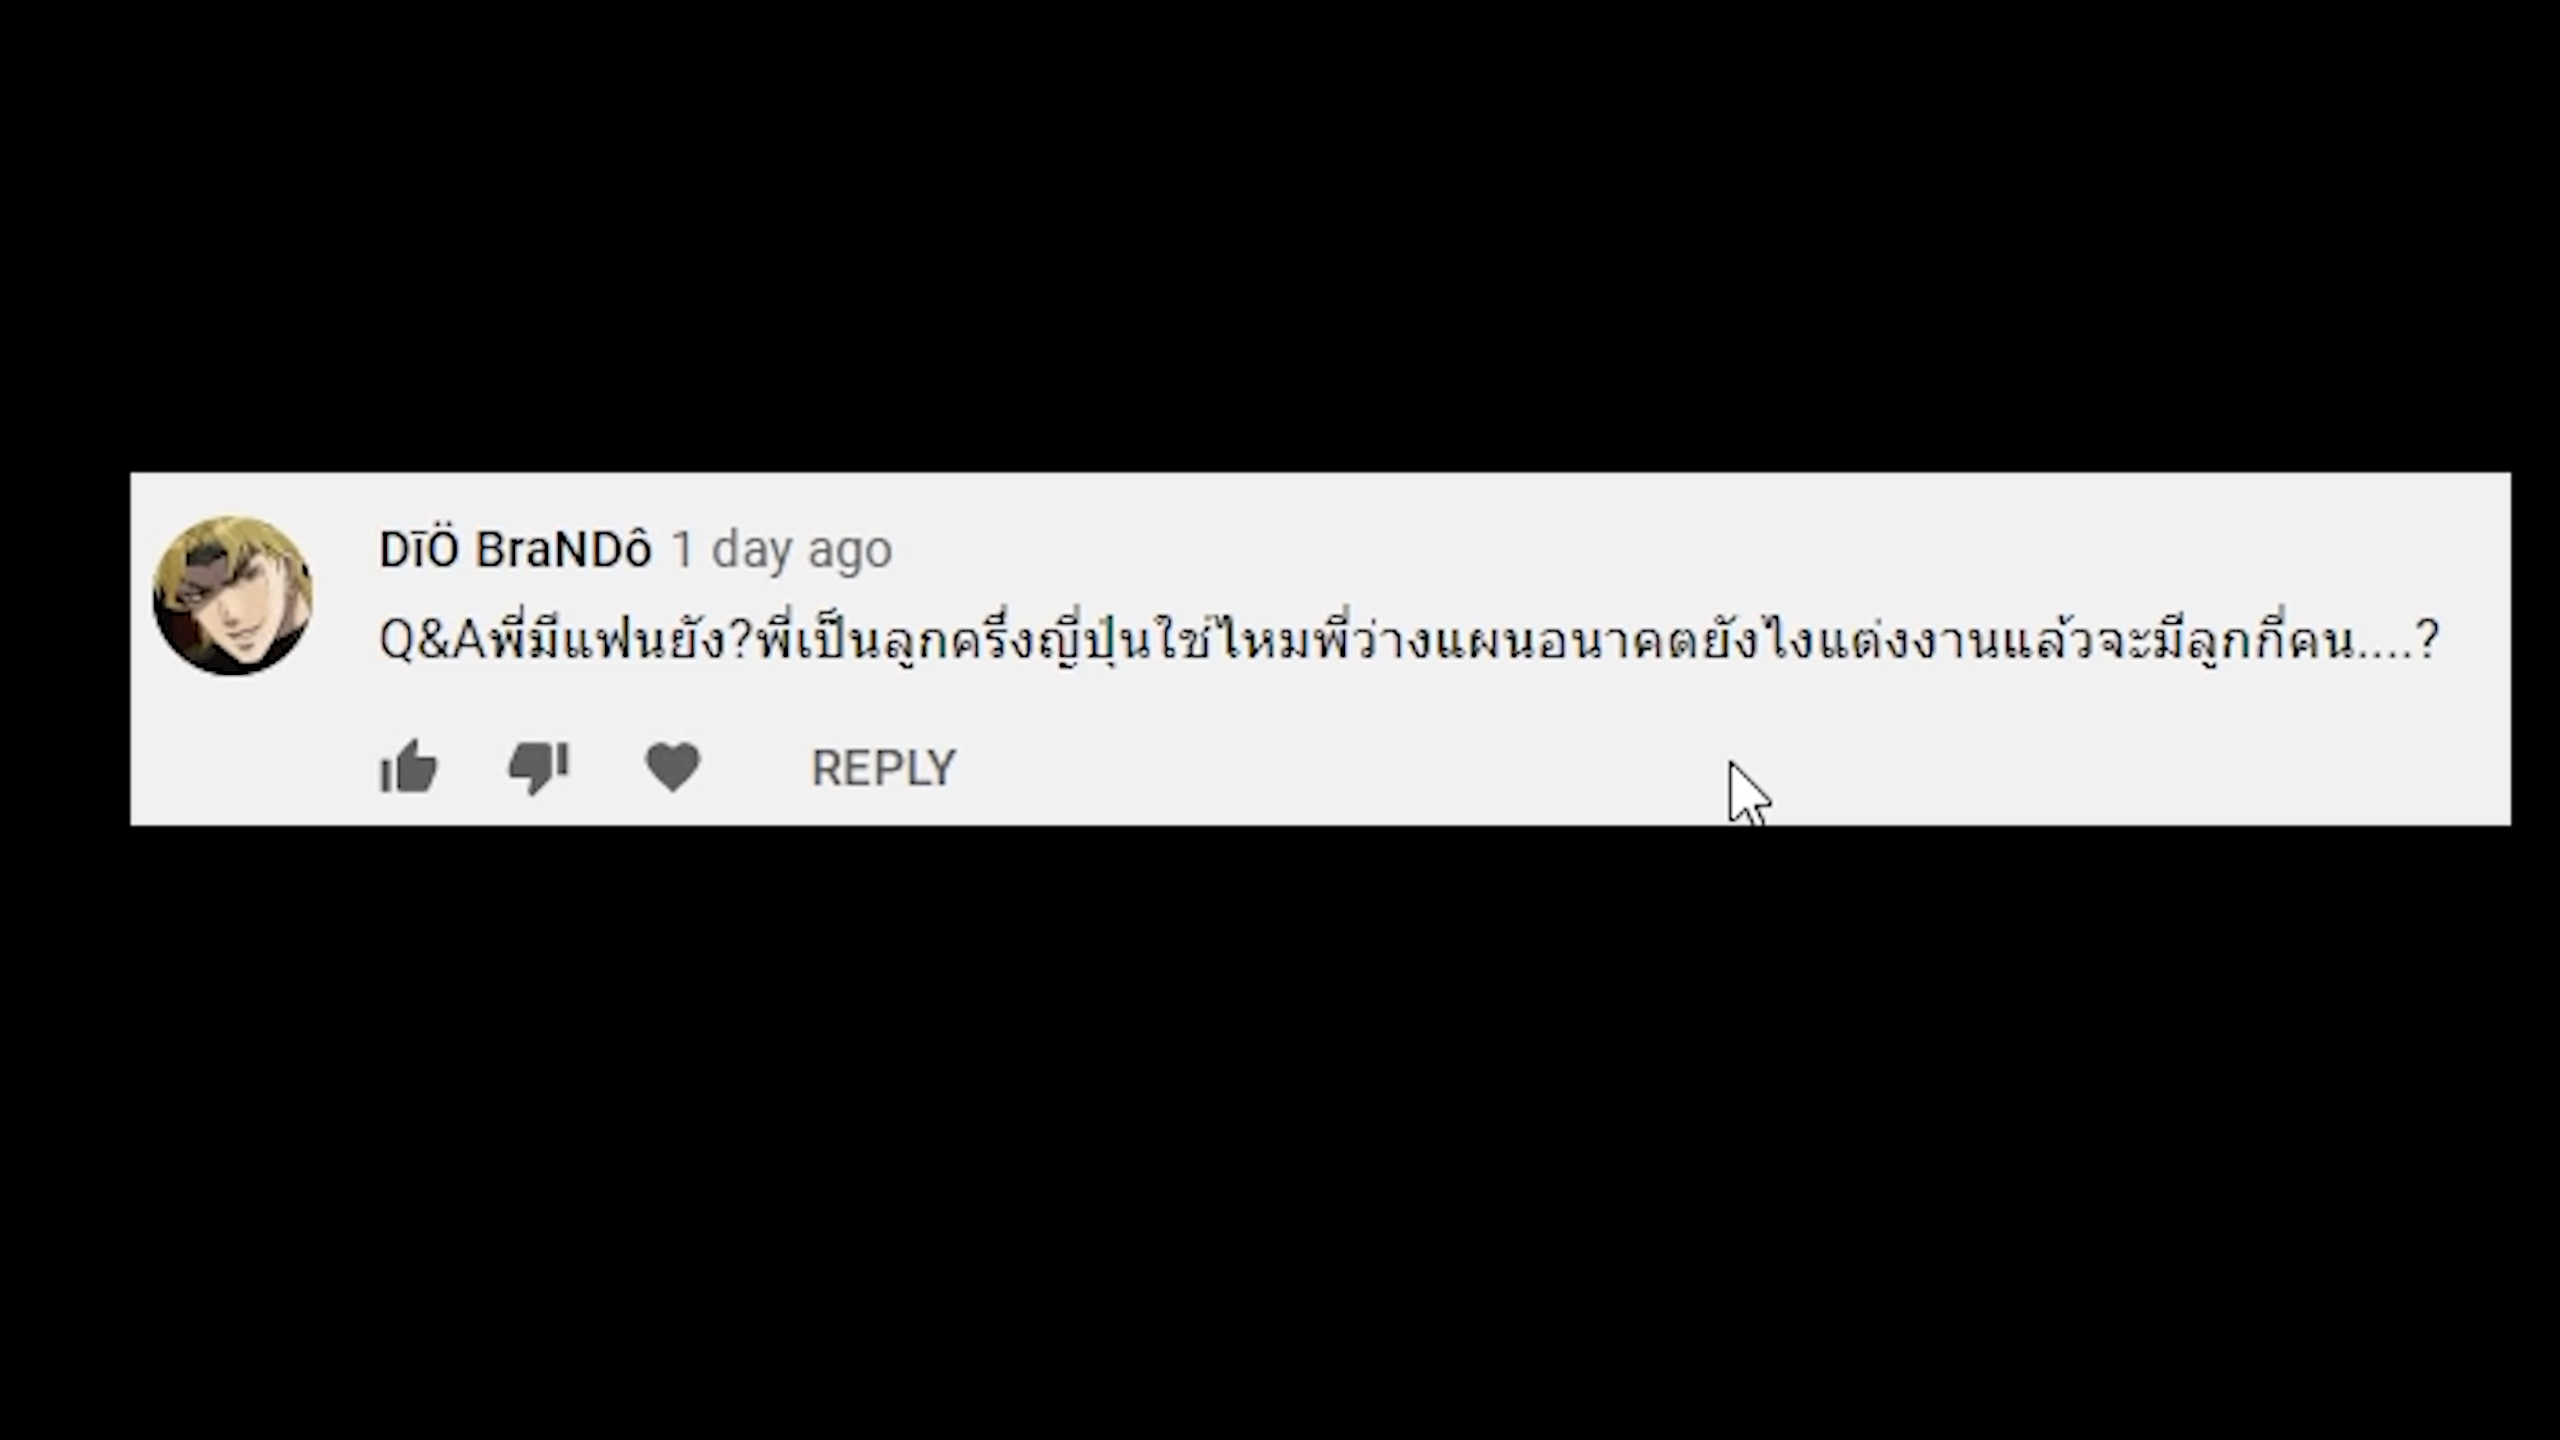 DīÖ BraNDô 1 day ago
Q&Aพี่มีแฟนยัง?พี่เป็นลูกครึ่งญี่ปุ่นใช่ไหมพี่ว่างแผนอนาคตยังไงแต่งงานแล้วจะมีลูกกี่คน....?
REPLY